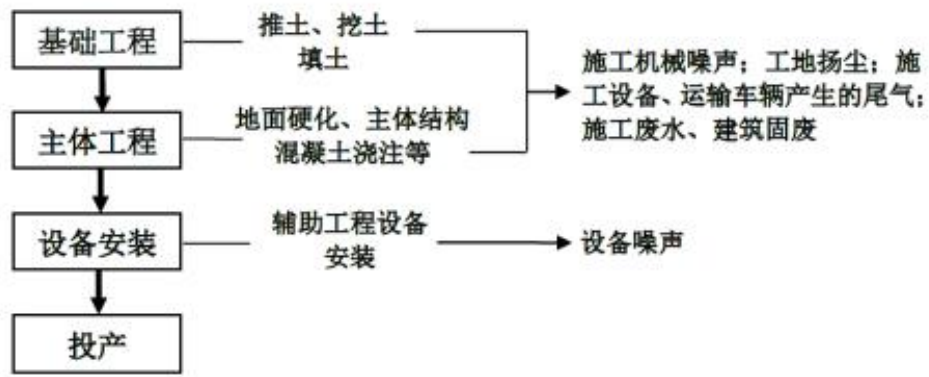 基础工程
推土、挖土
填土
施工机械噪声；工地扬尘；施
工设备、运输车辆产生的尾气；
施工废水、建筑固废
主体工程
地面硬化、主体结构
混凝土浇注等
设备安装
辅助工程设备
安装
设备噪声
投产